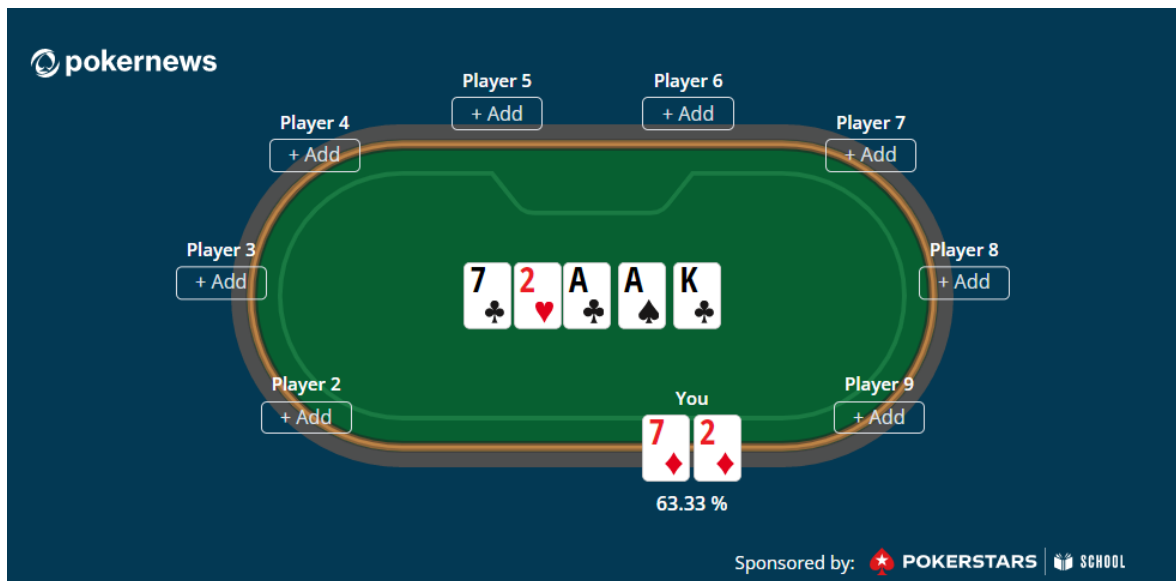 pokernews
Player 5
Player 6
+ Add
+ Add
Player 4
Player 7
+ Add
+ Add
Player 3
Player 8
+ Add
+ Add
7 2 A A K
Player 2
You
Player 9
+ Add
+ Add
7 2
63.33 %
Sponsored by: POKERSTARS SCHOOL